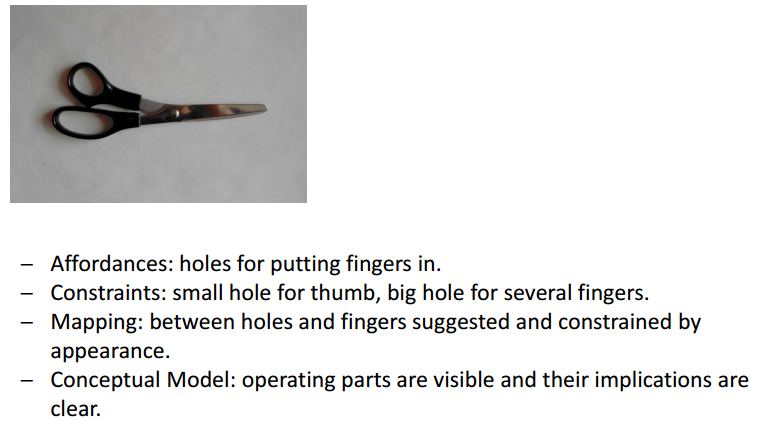 – Affordances: holes for putting fingers in.
– Constraints: small hole for thumb, big hole for several fingers.
– Mapping: between holes and fingers suggested and constrained by
appearance.
– Conceptual Model: operating parts are visible and their implications are
clear.